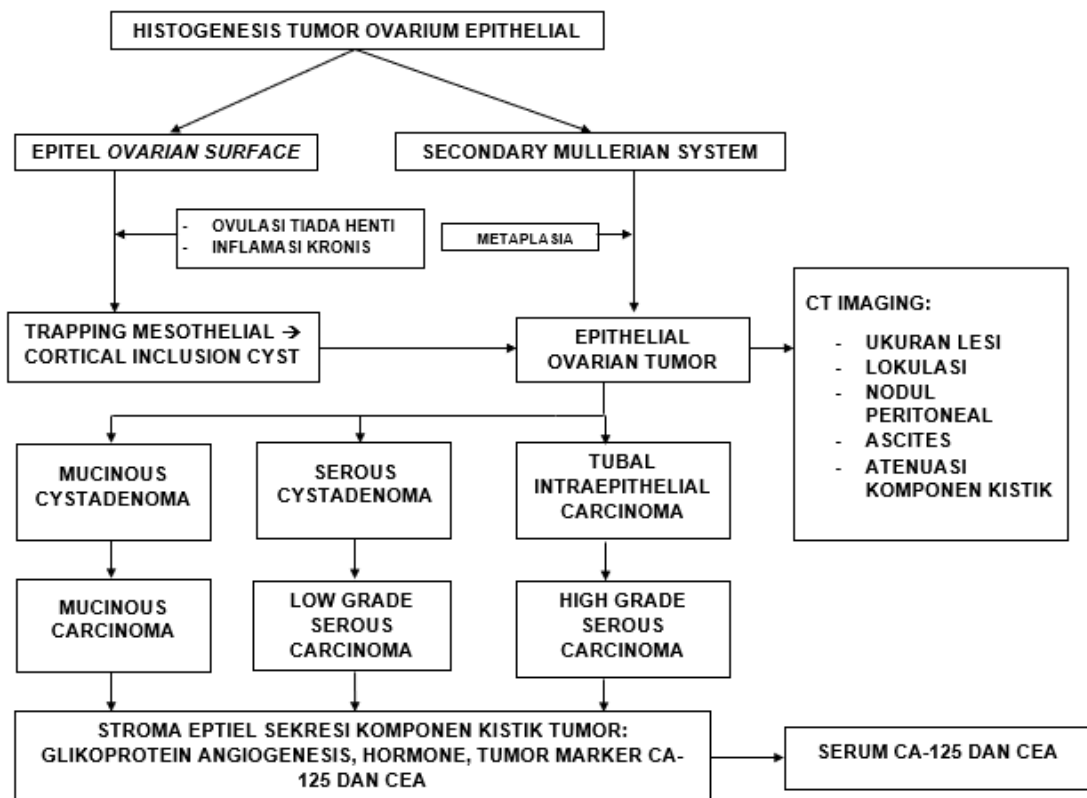 HISTOGENESIS TUMOR OVARIUM EPITHELIAL
EPITEL OVARIAN SURFACE
SECONDARY MULLERIAN SYSTEM
- OVULASI TIADA HENTI
- INFLAMASI KRONIS
METAPLASIA
TRAPPING MESOTHELIAL →
CORTICAL INCLUSION CYST
EPITHELIAL
OVARIAN TUMOR
CT IMAGING:
- UKURAN LESI
- LOKULASI
- NODUL
PERITONEAL
- ASCITES
- ATENUASI
KOMPONEN KISTIK
MUCINOUS
CYSTADENOMA
SEROUS
CYSTADENOMA
TUBAL
INTRAEPITHELIAL
CARCINOMA
MUCINOUS
CARCINOMA
LOW GRADE
SEROUS
CARCINOMA
HIGH GRADE
SEROUS
CARCINOMA
STROMA EPTIEL SEKRESI KOMPONEN KISTIK TUMOR:
GLIKOPROTEIN ANGIOGENESIS, HORMONE, TUMOR MARKER CA-
125 DAN CEA
SERUM CA-125 DAN CEA